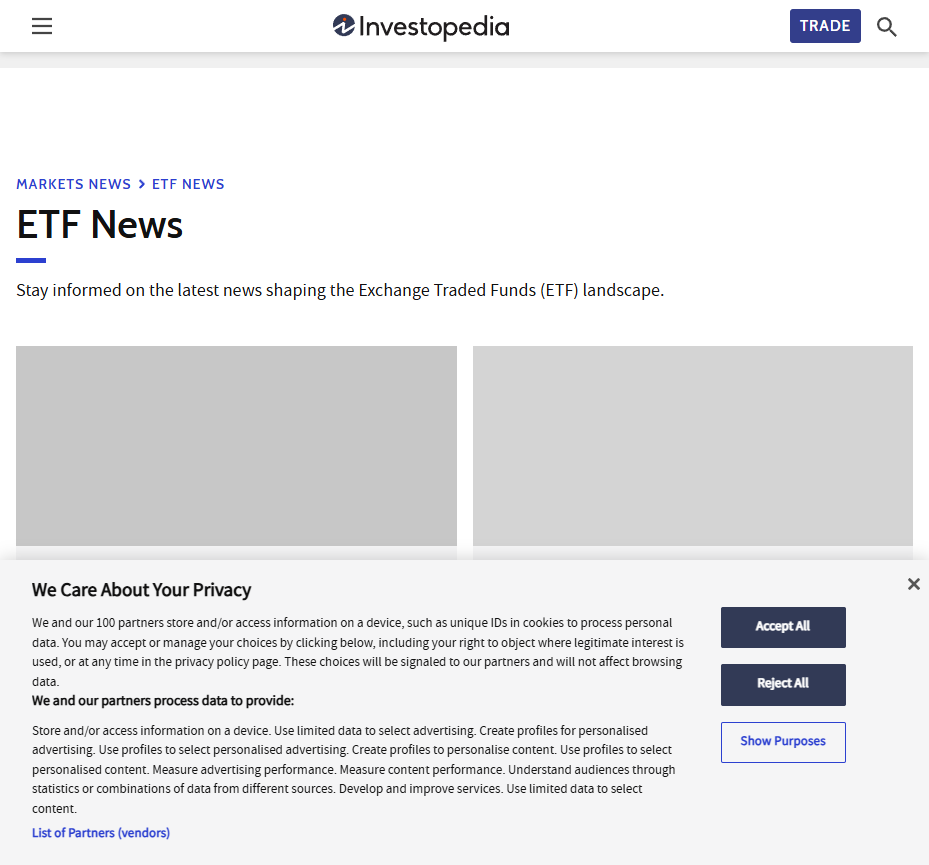 Investopedia
TRADE
MARKETS NEWS > ETF NEWS
ETF News
Stay informed on the latest news shaping the Exchange Traded Funds (ETF) landscape.
We Care About Your Privacy
We and our 100 partners store and/or access information on a device, such as unique IDs in cookies to process personal
data. You may accept or manage your choices by clicking below, including your right to object where legitimate interest is
used, or at any time in the privacy policy page. These choices will be signaled to our partners and will not affect browsing
data.
We and our partners process data to provide:
Store and/or access information on a device. Use limited data to select advertising. Create profiles for personalised
advertising. Use profiles to select personalised advertising. Create profiles to personalise content. Use profiles to select
personalised content. Measure advertising performance. Measure content performance. Understand audiences through
statistics or combinations of data from different sources. Develop and improve services. Use limited data to select
content.
List of Partners (vendors)
Accept All
Reject All
Show Purposes